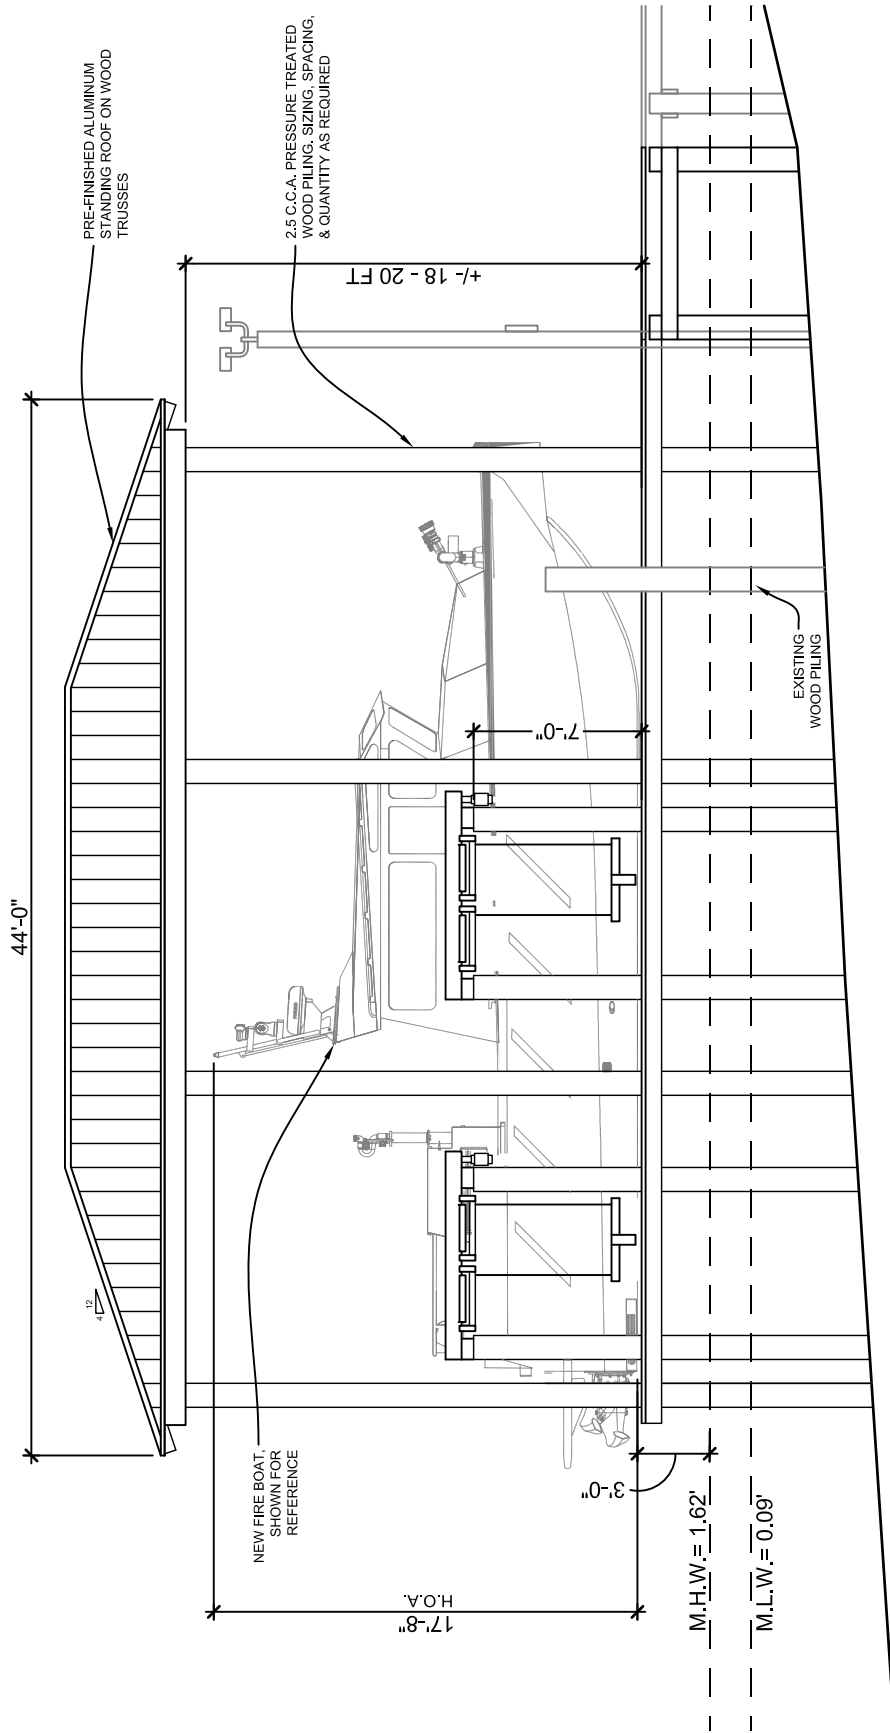 PRE-FINISHED ALUMINUM
STANDING ROOF ON WOOD
TRUSSES
2.5 C.C.A. PRESSURE TREATED
WOOD PILING. SIZING, SPACING,
& QUANTITY AS REQUIRED
44'-0"
+/- 18 - 20 FT
12
4
7'-0"
EXISTING
WOOD PILING
NEW FIRE BOAT,
SHOWN FOR
REFERENCE
17'-8"
H.O.A.
3'-0"
M.H.W.= 1.62'
M.L.W.= 0.09'